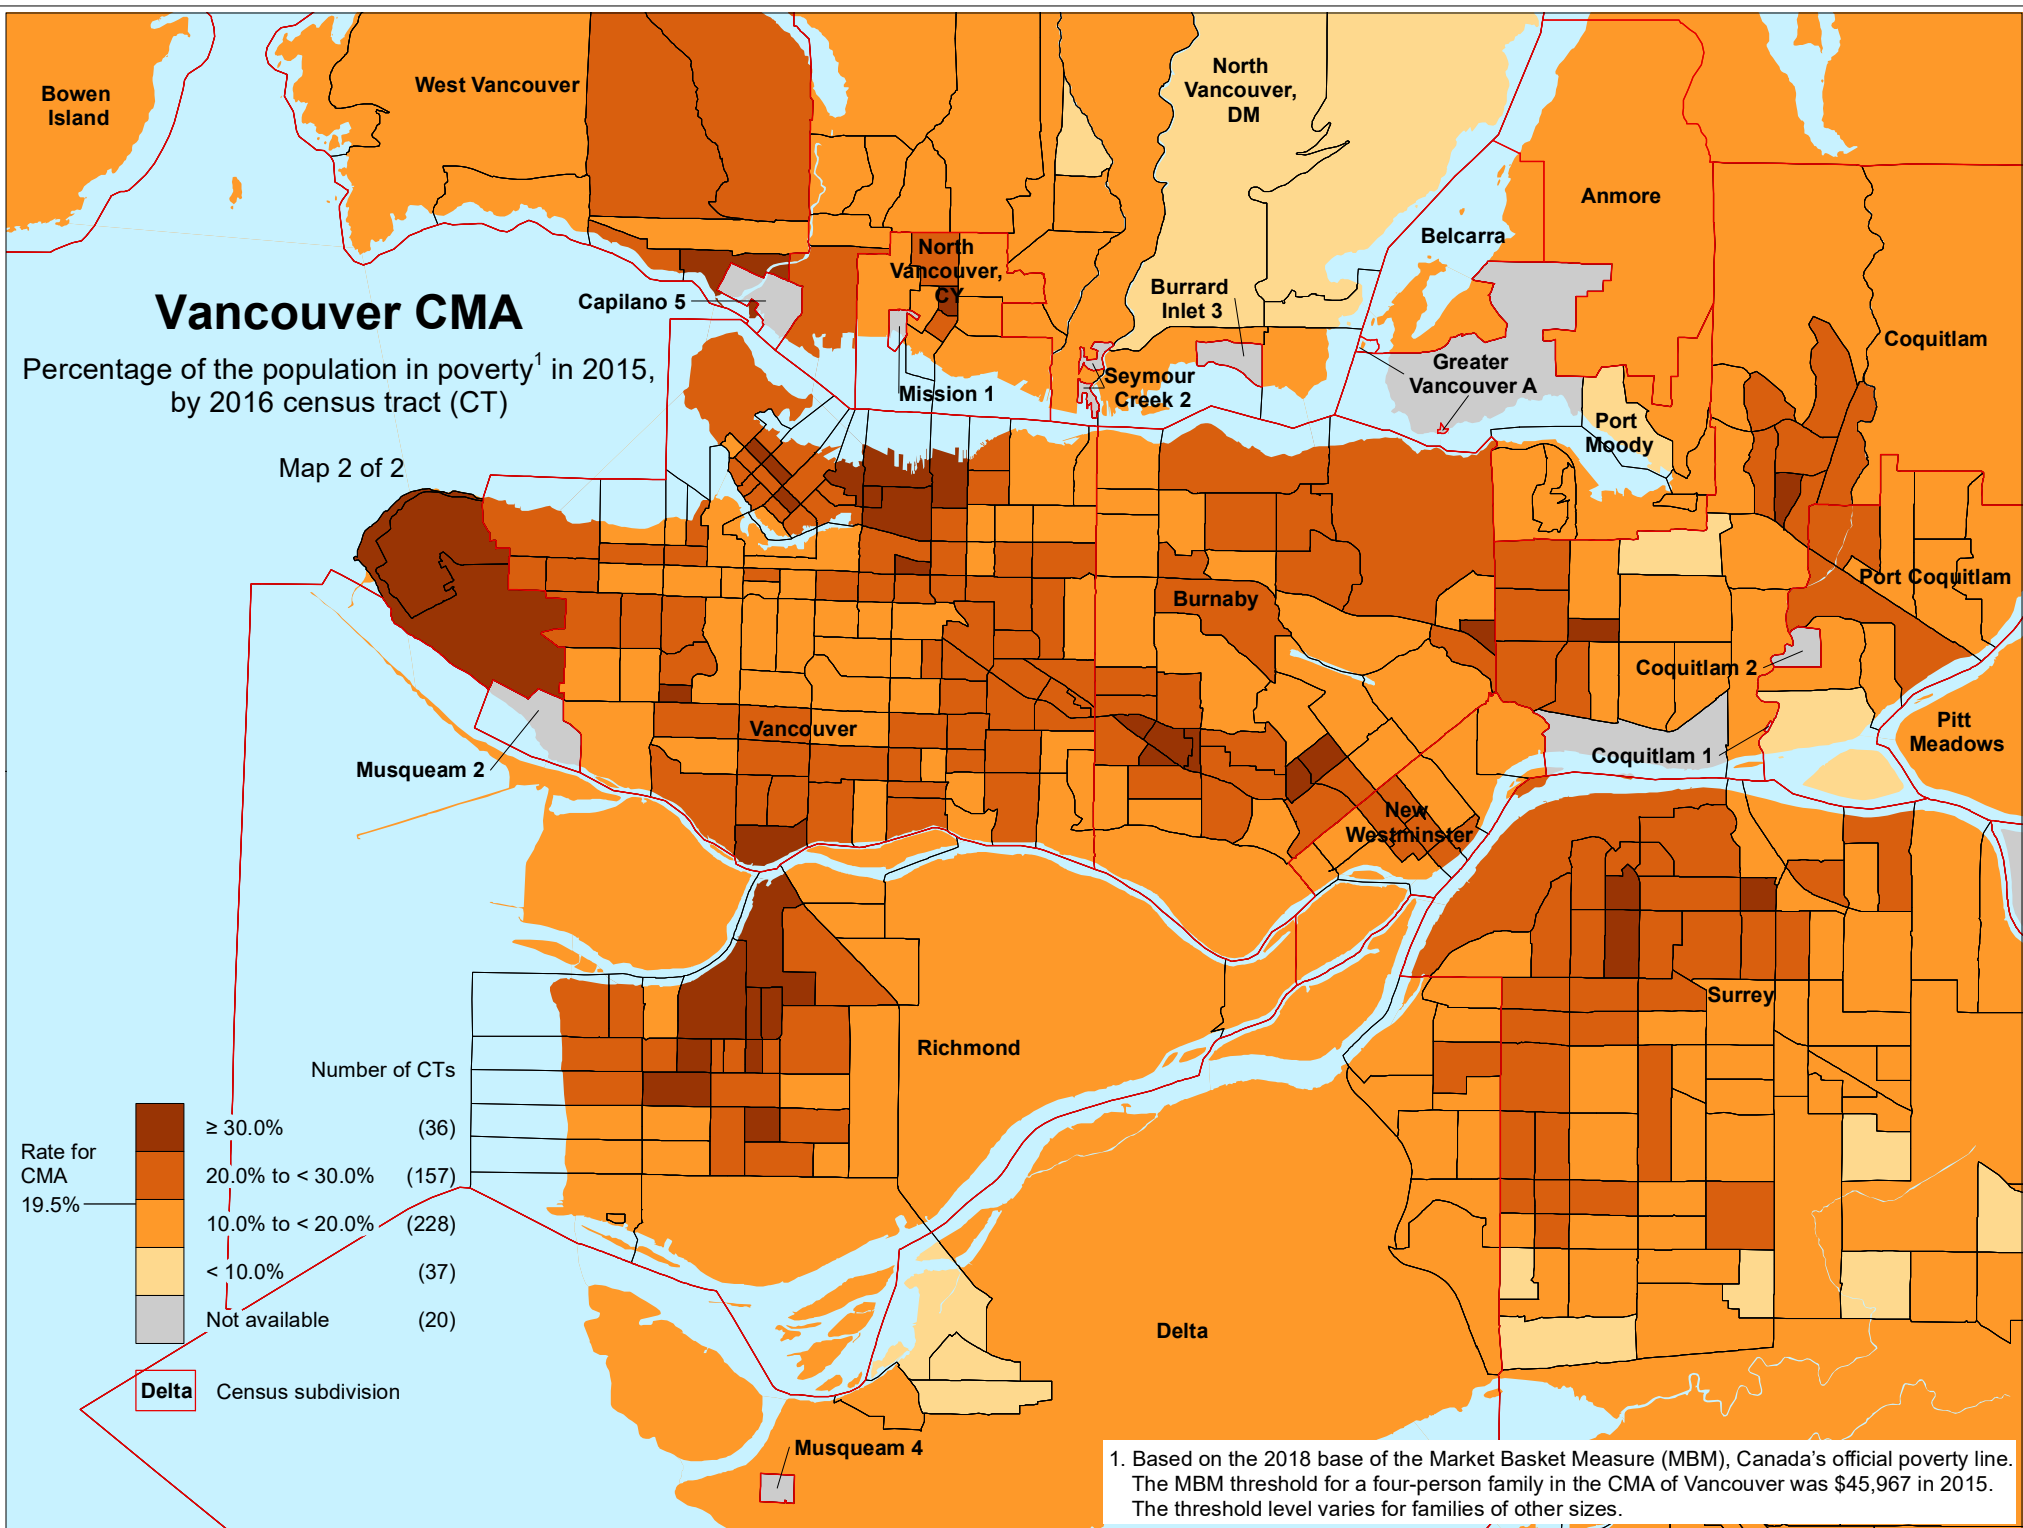 Bowen
Island
West Vancouver
North
Vancouver,
DM
Anmore
Belcarra
North
Vancouver,
CY
Capilano 5
Burrard
Inlet 3
Vancouver CMA
Percentage of the population in poverty1 in 2015,
by 2016 census tract (CT)
Map 2 of 2
Coquitlam
Greater
Vancouver A
Mission 1
Seymour
Creek 2
Port
Moody
Port Coquitlam
Burnaby
Coquitlam 2
Vancouver
Pitt
Meadows
Coquitlam 1
Musqueam 2
New
Westminster
Surrey
Richmond
Number of CTs
Rate for
CMA
19.5%
≥ 30.0% (36)
20.0% to < 30.0% (157)
10.0% to < 20.0% (228)
< 10.0% (37)
Not available (20)
Delta Census subdivision
Delta
Musqueam 4
1. Based on the 2018 base of the Market Basket Measure (MBM), Canada's official poverty line.
The MBM threshold for a four-person family in the CMA of Vancouver was $45,967 in 2015.
The threshold level varies for families of other sizes.